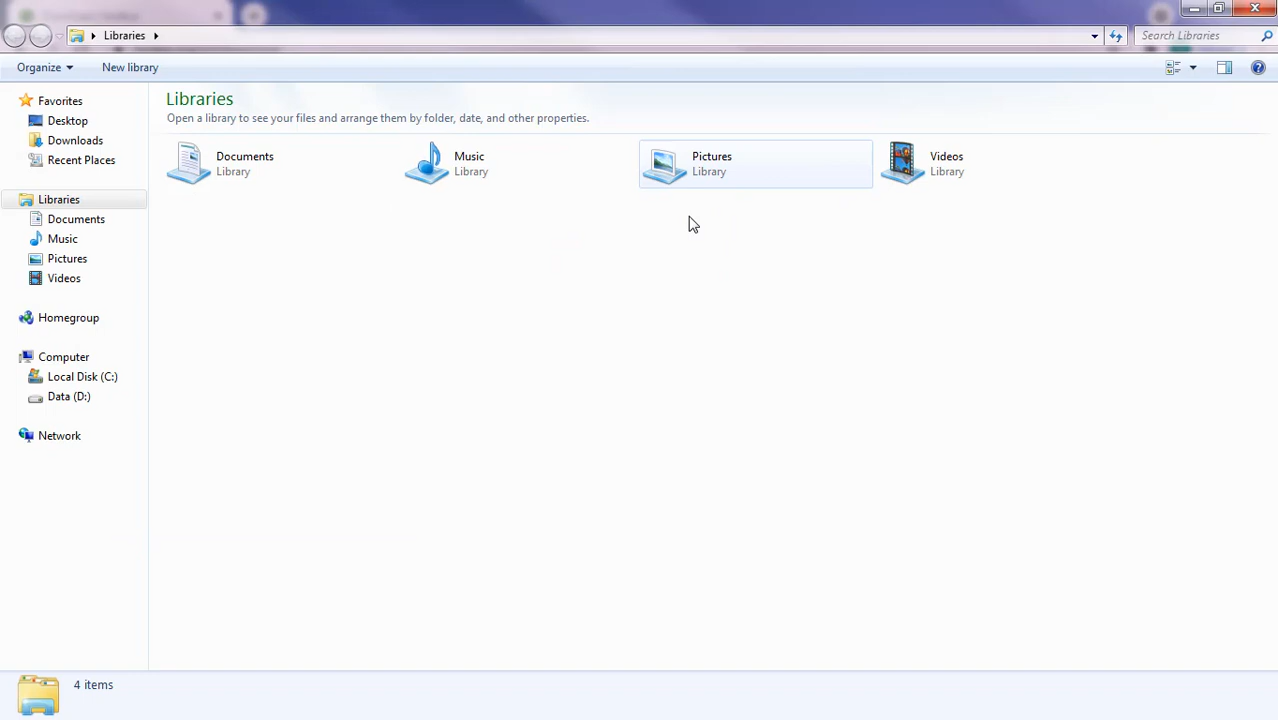 Libraries
Search Libraries
Organize
New library
Favorites
Desktop
Downloads
Recent Places
Libraries
Documents
Music
Pictures
Videos
Homegroup
Computer
Local Disk (C:)
Data (D:)
Network
Libraries
Open a library to see your files and arrange them by folder, date, and other properties.
Documents
Library
Music
Library
Pictures
Library
Videos
Library
4 items